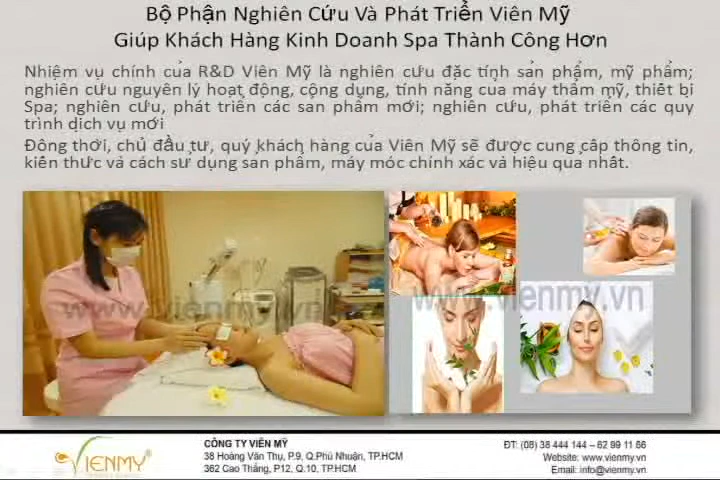 Bộ Phận Nghiên Cứu Và Phát Triển Viên Mỹ
Giúp Khách Hàng Kinh Doanh Spa Thành Công Hơn
Nhiệm vụ chính của R&D Viên Mỹ là nghiên cứu đặc tính sản phẩm, mỹ phẩm;
nghiên cứu nguyên lý hoạt động, công dụng, tính năng của máy thẩm mỹ, thiết bị
Spa; nghiên cứu, phát triển các sản phẩm mới; nghiên cứu, phát triển các quy
trình dịch vụ mới
Đồng thời, chủ đầu tư, quý khách hàng của Viên Mỹ sẽ được cung cấp thông tin,
kiến thức và cách sử dụng sản phẩm, máy móc chính xác và hiệu quả nhất.
www.vienmy.vn
www.vienmy.vn
VIENMY
CÔNG TY VIÊN MỸ
38 Hoàng Văn Thụ, P.9, Q.Phú Nhuận, TP.HCM
362 Cao Thắng, P.12, Q.10, TP.HCM
ĐT: (08) 38 444 144 – 62 99 11 66
Website: www.vienmy.vn
Email: info@vienmy.vn